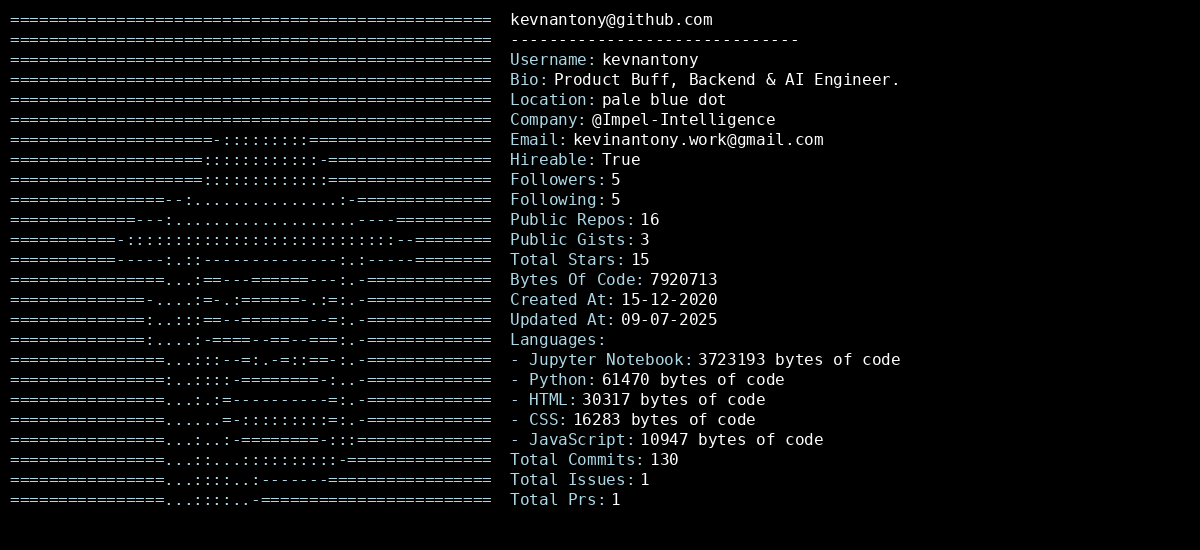 kevnantony@github.com
------------------------------
Username: kevnantony
Bio: Product Buff, Backend & AI Engineer.
Location: pale blue dot
Company: @Impel-Intelligence
Email: kevinantony.work@gmail.com
Hireable: True
Followers: 5
Following: 5
Public Repos: 16
Public Gists: 3
Total Stars: 15
Bytes Of Code: 7920713
Created At: 15-12-2020
Updated At: 09-07-2025
Languages:
- Jupyter Notebook: 3723193 bytes of code
- Python: 61470 bytes of code
- HTML: 30317 bytes of code
- CSS: 16283 bytes of code
- JavaScript: 10947 bytes of code
Total Commits: 130
Total Issues: 1
Total Prs: 1